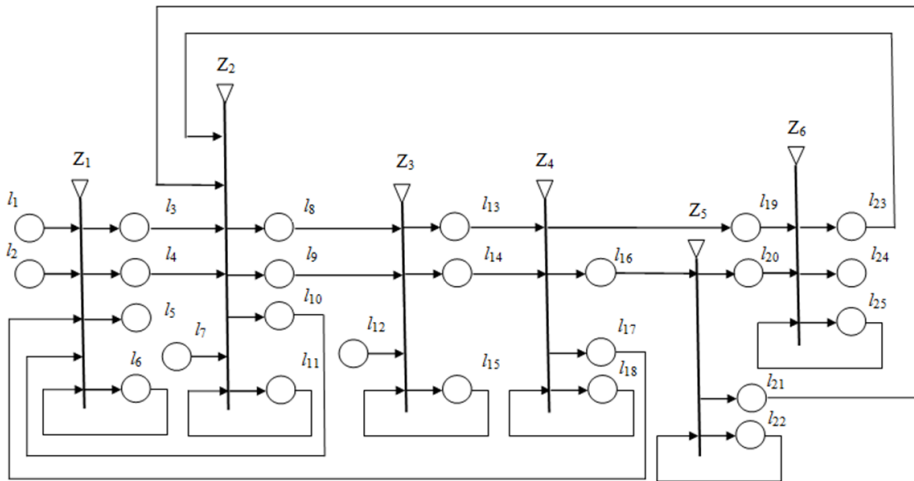 Z₂
Z₁
Z₃
Z₄
Z₆
Z₅
l₁
l₃
l₈
l₁₃
l₁₉
l₂₃
l₂
l₄
l₉
l₁₄
l₁₆
l₂₀
l₂₄
l₅
l₇
l₁₀
l₁₂
l₁₇
l₂₅
l₆
l₁₁
l₁₅
l₁₈
l₂₁
l₂₂